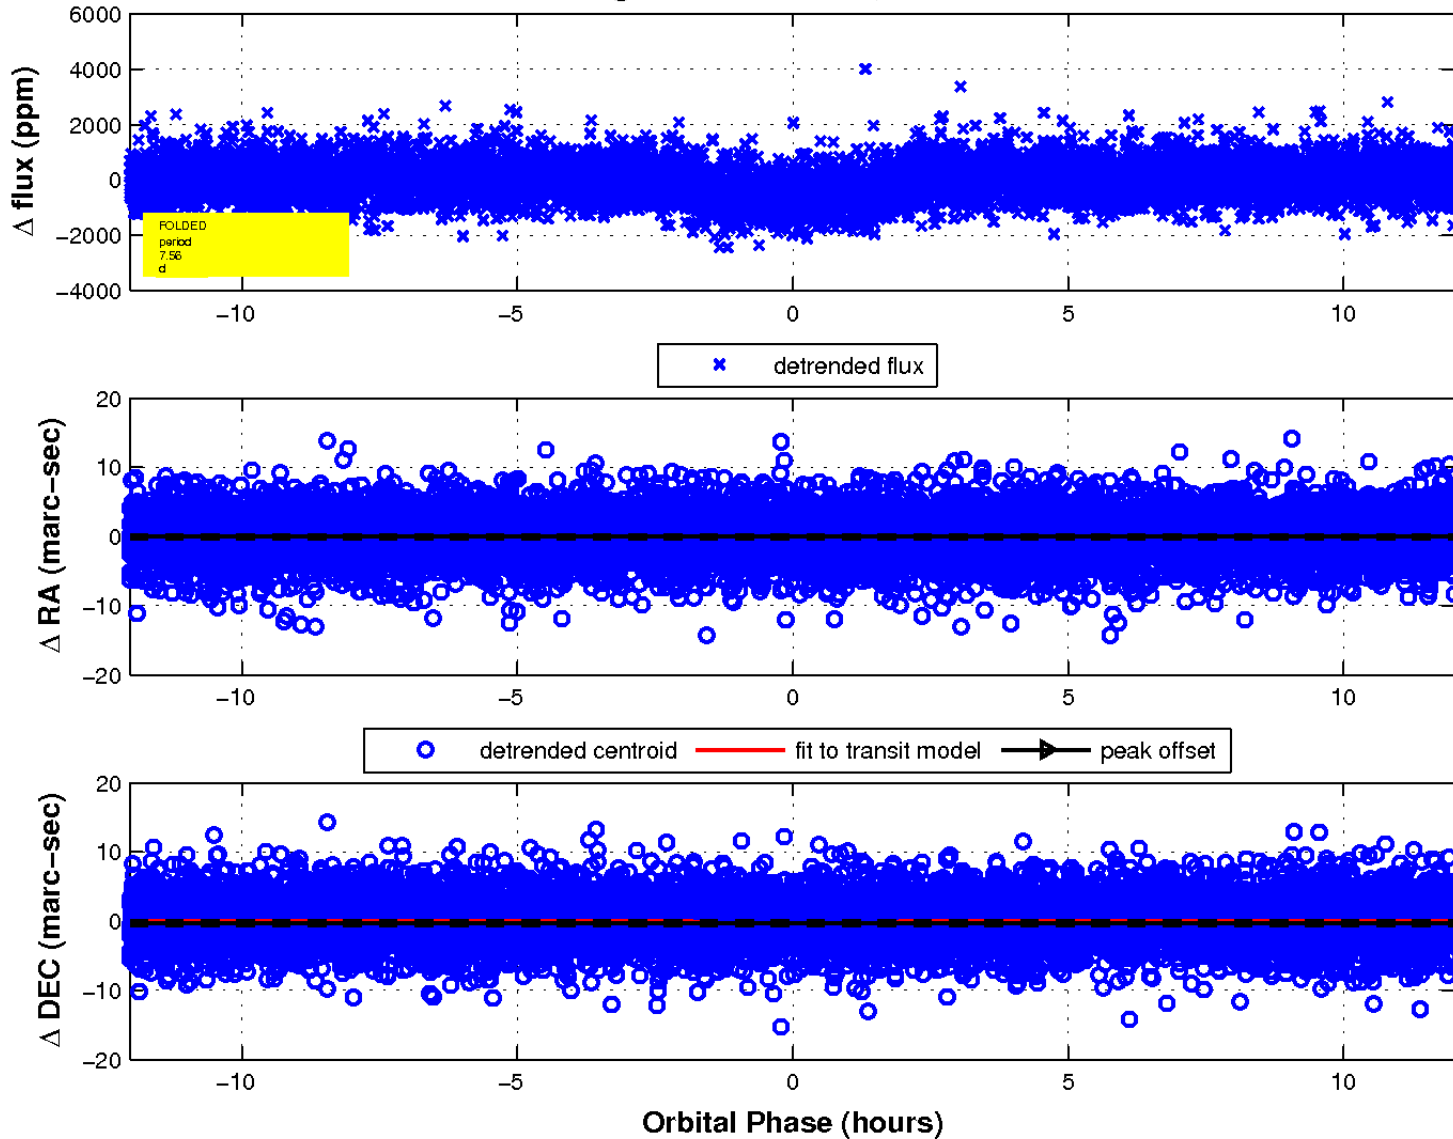 6000
4000
2000
0
−2000
−4000
Δ flux (ppm)
FOLDED
period
7.56
d
−10
−5
0
5
10
detrended flux
20
10
0
−10
−20
Δ RA (marc−sec)
−10
−5
0
5
10
detrended centroid
fit to transit model
peak offset
20
10
0
−10
−20
Δ DEC (marc−sec)
−10
−5
0
5
10
Orbital Phase (hours)